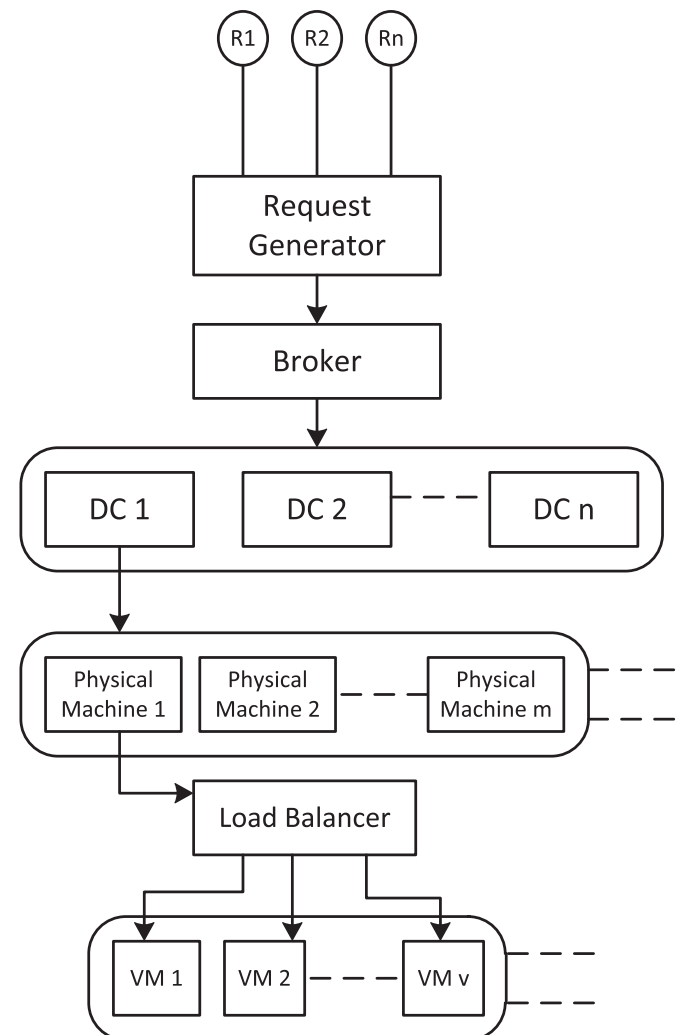 R1
R2
Rn
Request
Generator
Broker
DC 1
DC 2
DC n
Physical
Machine 1
Physical
Machine 2
Physical
Machine m
Load Balancer
VM 1
VM 2
VM v